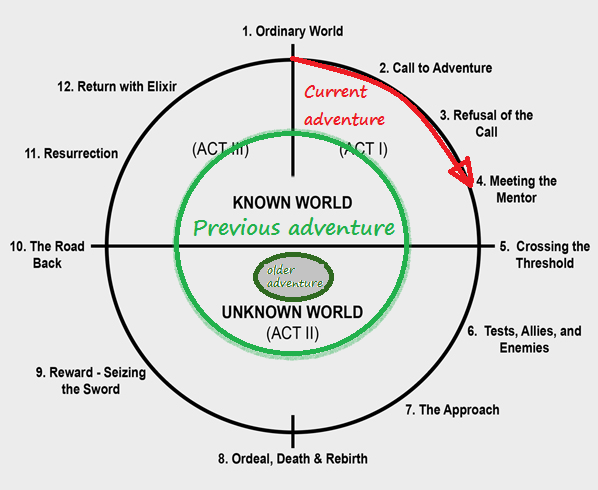 1. Ordinary World
2. Call to Adventure
12. Return with Elixir
Current
adventure
3. Refusal of the
Call
(ACT III)
(ACT I)
11. Resurrection
4. Meeting the
Mentor
KNOWN WORLD
Previous adventure
10. The Road
Back
5. Crossing the
Threshold
older
adventure
UNKNOWN WORLD
(ACT II)
6. Tests, Allies, and
Enemies
9. Reward - Seizing
the Sword
7. The Approach
8. Ordeal, Death & Rebirth